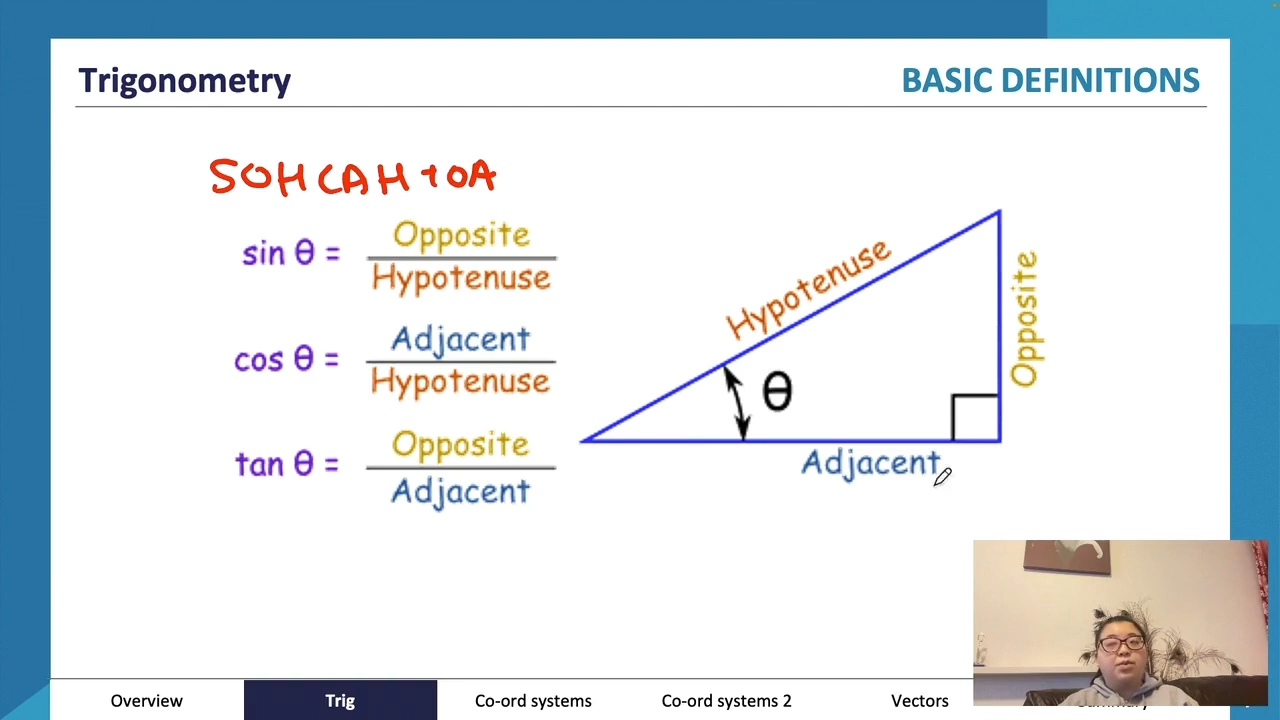 Trigonometry
BASIC DEFINITIONS
SOHCAHTOA
sin θ =
Opposite
Hypotenuse
cos θ =
Adjacent
Hypotenuse
tan θ =
Opposite
Adjacent
Hypotenuse
Opposite
θ
Adjacent
Overview
Trig
Co-ord systems
Co-ord systems 2
Vectors